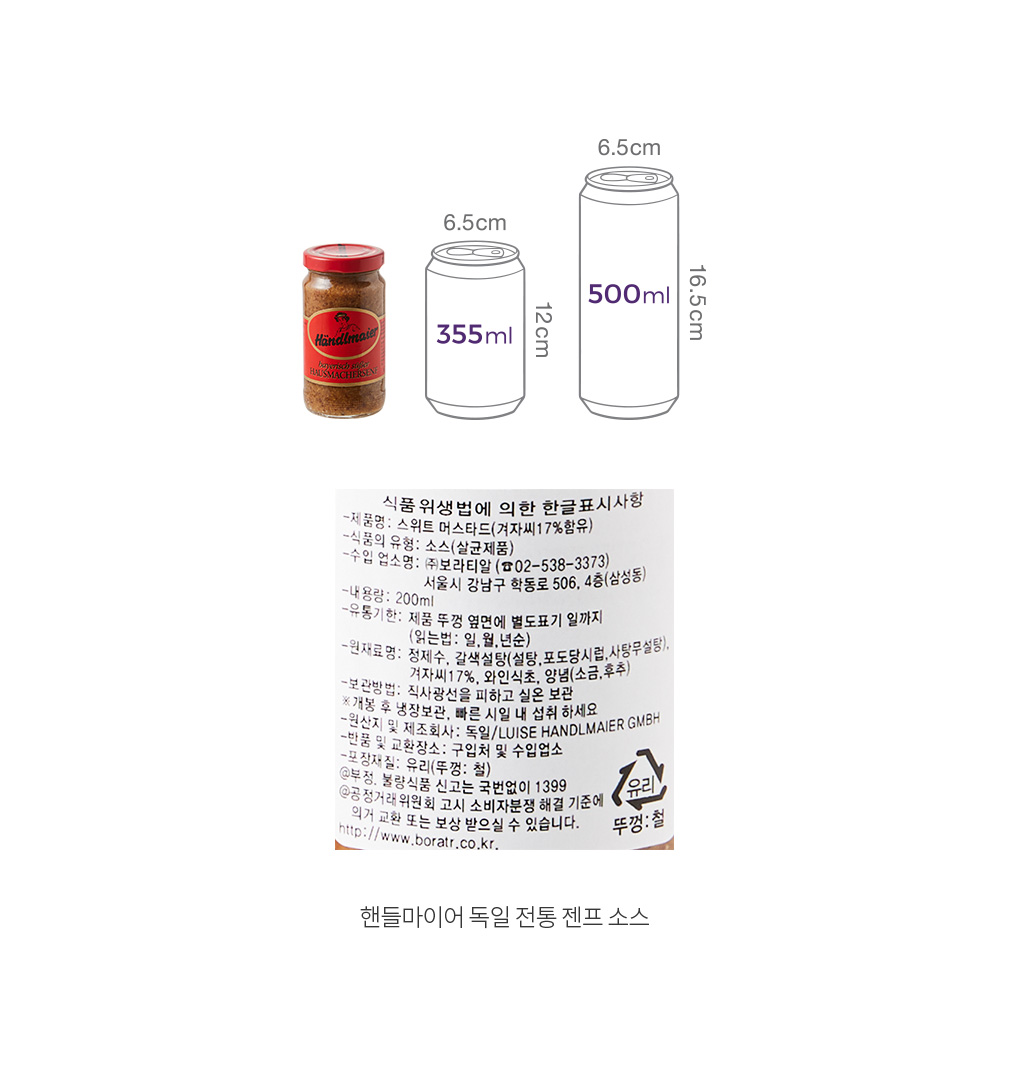 6.5cm
6.5cm
500ml
16.5cm
355ml
12cm
Händlmaier
Bayerisch süßer
HAUSMACHERSENF
식품위생법에 의한 한글표시사항
-제품명: 스위트 머스타드(겨자씨17%함유)
-식품의 유형: 소스(살균제품)
-수입 업소명: ㈜보라티알 (☎02-538-3373)
서울시 강남구 학동로 506, 4층(삼성동)
-내용량: 200ml
-유통기한: 제품 뚜껑 옆면에 별도표기 일까지
(읽는법: 일,월,년순)
-원재료명: 정제수, 갈색설탕(설탕,포도당시럽,사탕무설탕),
겨자씨17%, 와인식초, 양념(소금,후추)
-보관방법: 직사광선을 피하고 실온 보관
※개봉 후 냉장보관, 빠른 시일 내 섭취 하세요
-원산지 및 제조회사: 독일/LUISE HANDLMAIER GMBH
-반품 및 교환장소: 구입처 및 수입업소
-포장재질: 유리(뚜껑: 철)
@부정. 불량식품 신고는 국번없이 1399
@공정거래위원회 고시 소비자분쟁 해결 기준에
의거 교환 또는 보상 받으실 수 있습니다.
http://www.boratr.co.kr.
유리
뚜껑:철
핸들마이어 독일 전통 젠프 소스